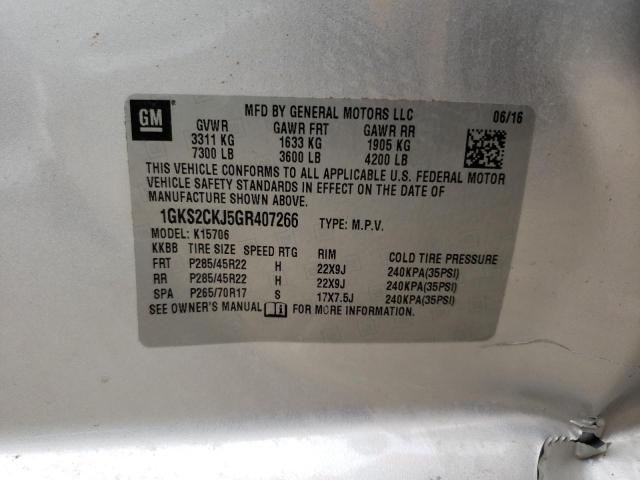 GM
MFD BY GENERAL MOTORS LLC 06/16
GVWR GAWR FRT GAWR RR
3311 KG 1633 KG 1905 KG
7300 LB 3600 LB 4200 LB
THIS VEHICLE CONFORMS TO ALL APPLICABLE U.S. FEDERAL MOTOR
VEHICLE SAFETY STANDARDS IN EFFECT ON THE DATE OF
MANUFACTURE SHOWN ABOVE.
1GKS2CKJ5GR407266 TYPE: M.P.V.
MODEL: K15706
KKBB TIRE SIZE SPEED RTG RIM COLD TIRE PRESSURE
FRT P285/45R22 H 22X9J 240KPA(35PSI)
RR P285/45R22 H 22X9J 240KPA(35PSI)
SPA P265/70R17 S 17X7.5J 240KPA(35PSI)
SEE OWNER'S MANUAL FOR MORE INFORMATION.